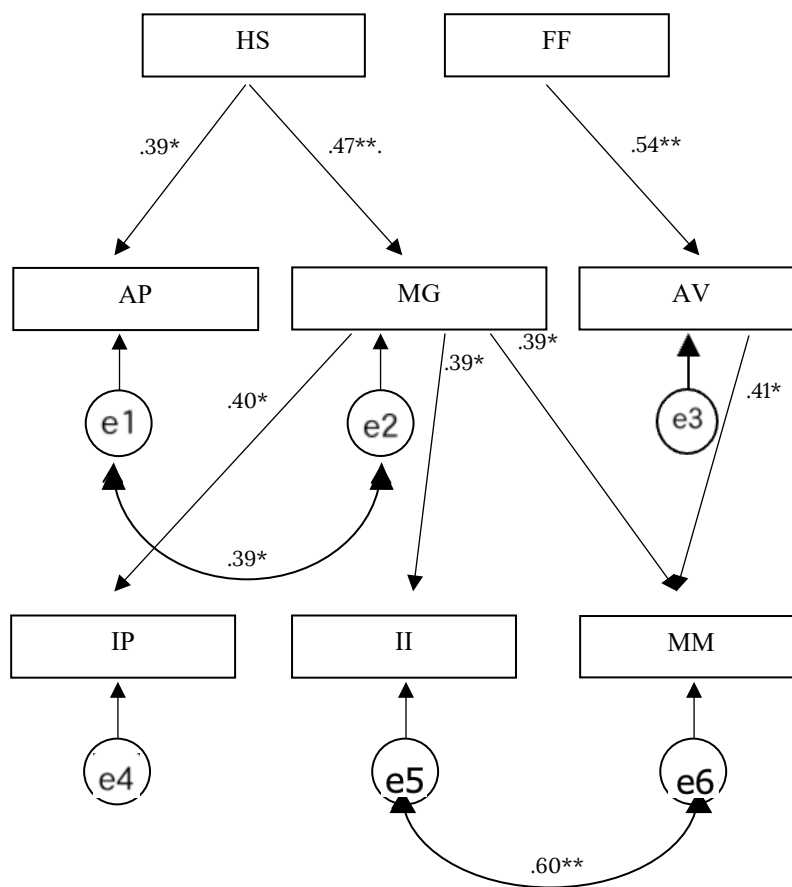 HS
FF
.39*
.47**.
.54**
AP
MG
AV
.39*
.39*
.40*
.41*
e1
e2
e3
.39*
IP
II
MM
e4
e5
e6
.60**